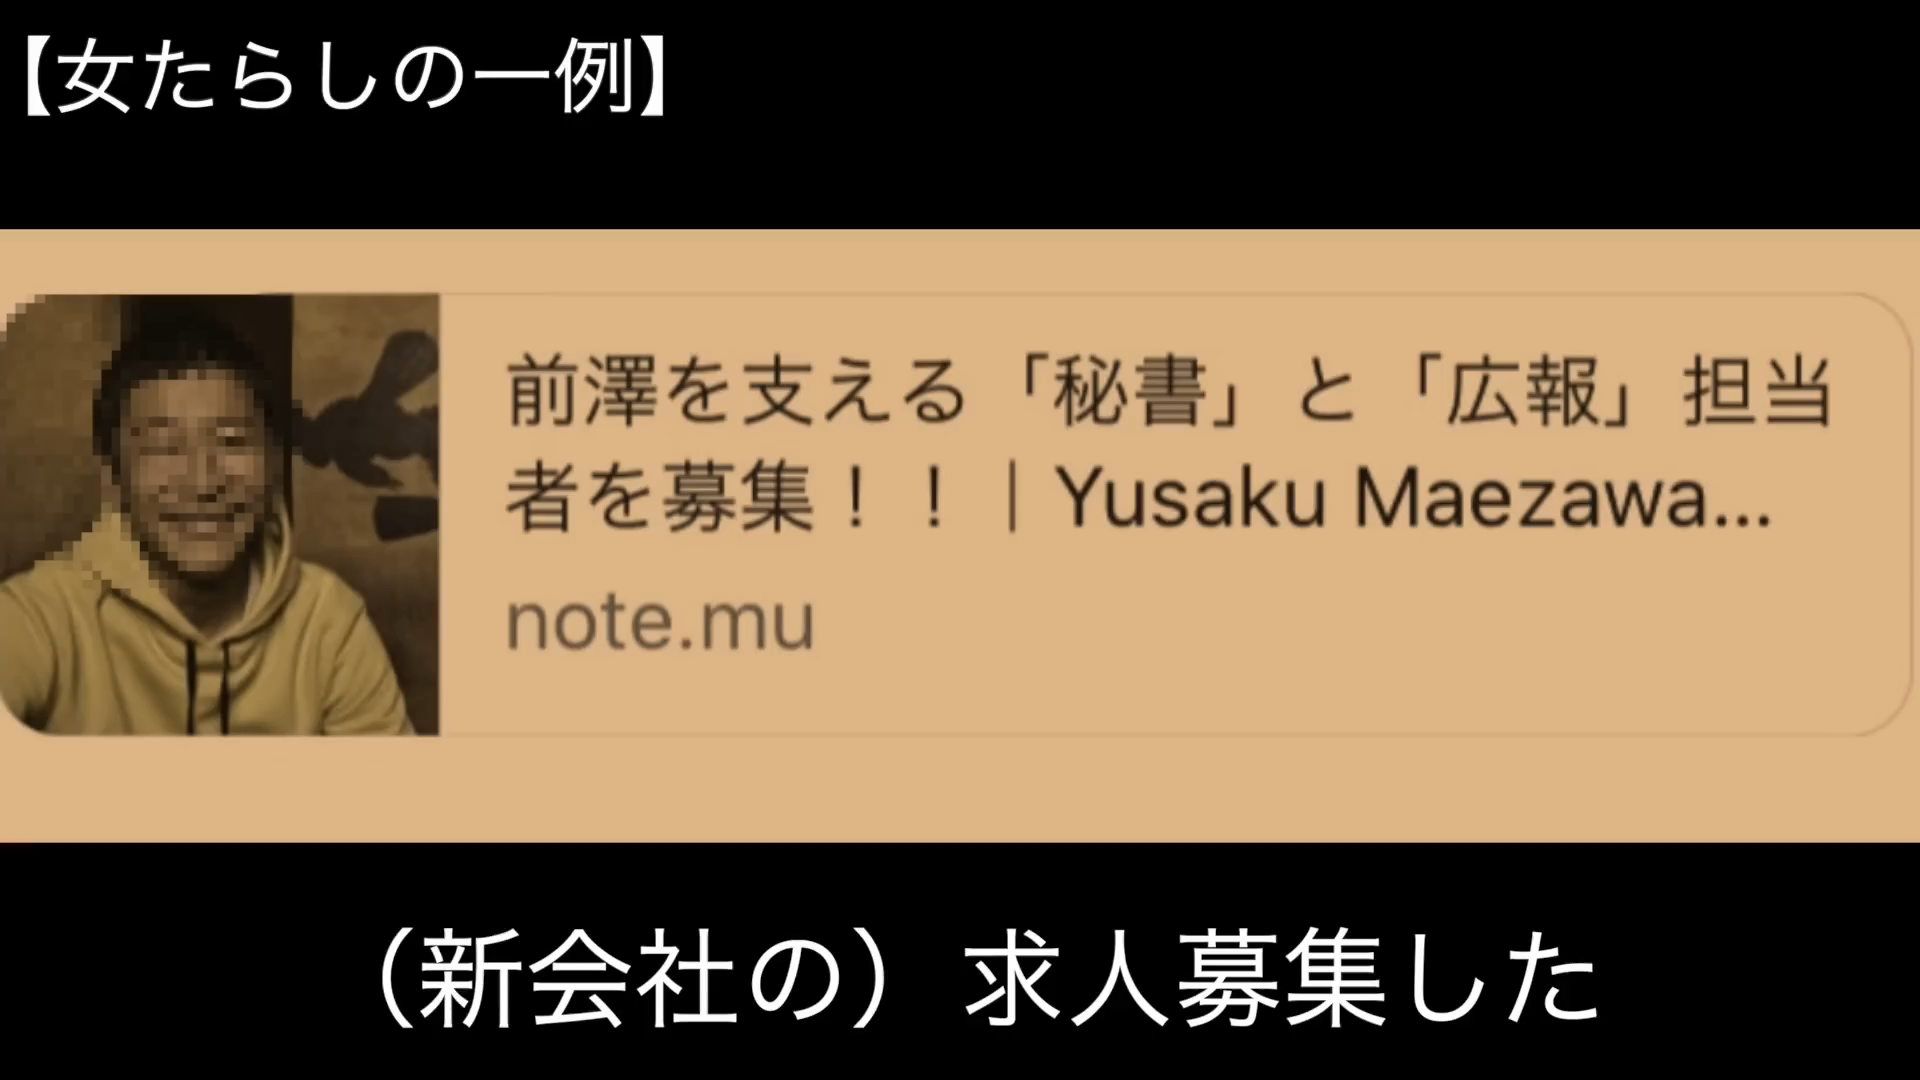 【女たらしの一例】
前澤を支える「秘書」と「広報」担当
者を募集！！｜Yusaku Maezawa...
note.mu
（新会社の）求人募集した